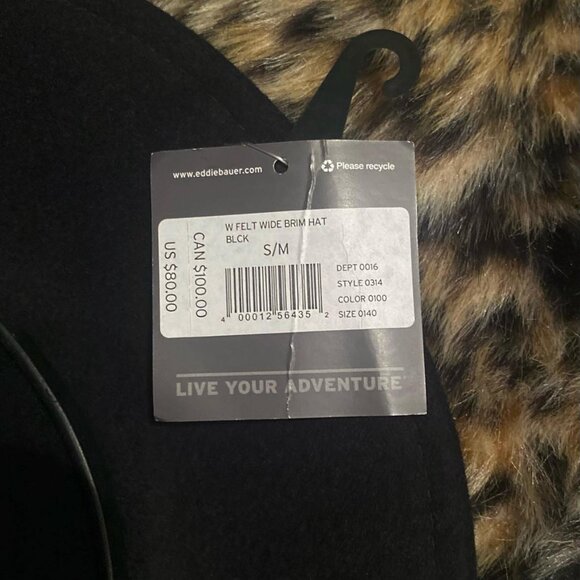 www.eddiebauer.com
Please recycle
W FELT WIDE BRIM HAT
BLCK
S/M
CAN $100.00
US $80.00
DEPT 0016
STYLE 0314
COLOR 0100
SIZE 0140
4 00012 56435 2
LIVE YOUR ADVENTURE